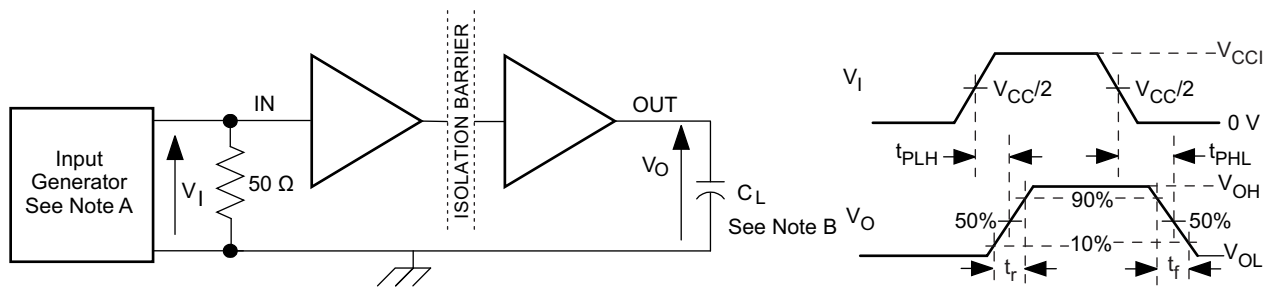 Input
Generator
See Note A
V_I
50 Ω
IN
ISOLATION BARRIER
OUT
V_O
C_L
See Note B
V_I
V_CCI
V_CC/2
V_CC/2
0 V
t_PLH
t_PHL
V_O
50%
90%
10%
50%
V_OH
V_OL
t_r
t_f